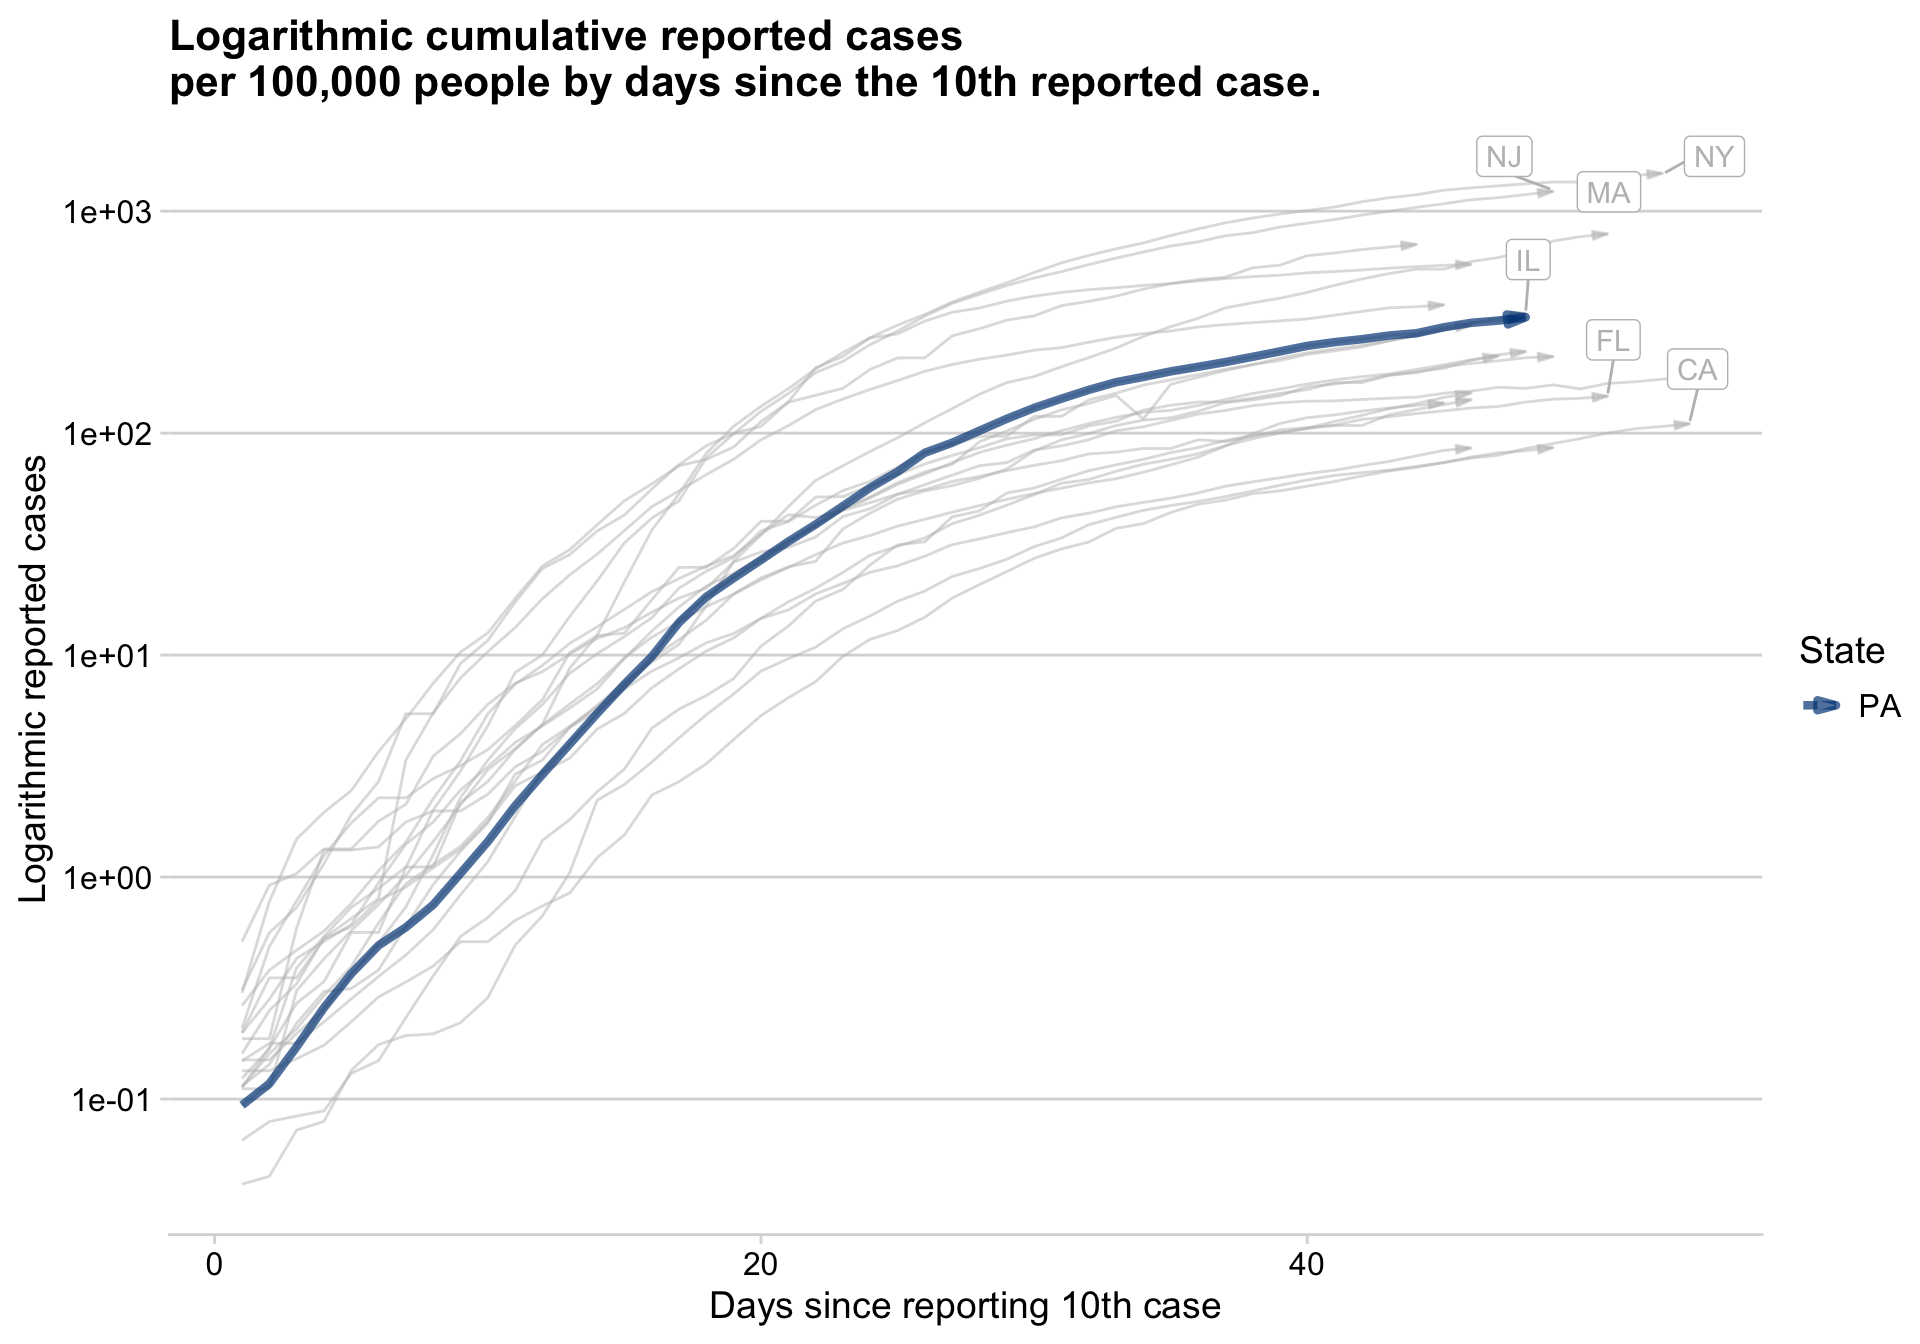 Logarithmic cumulative reported cases
per 100,000 people by days since the 10th reported case.
NJ
NY
MA
1e+03
IL
FL
CA
1e+02
1e+01
1e+00
1e-01
Logarithmic reported cases
State
PA
0
20
40
Days since reporting 10th case